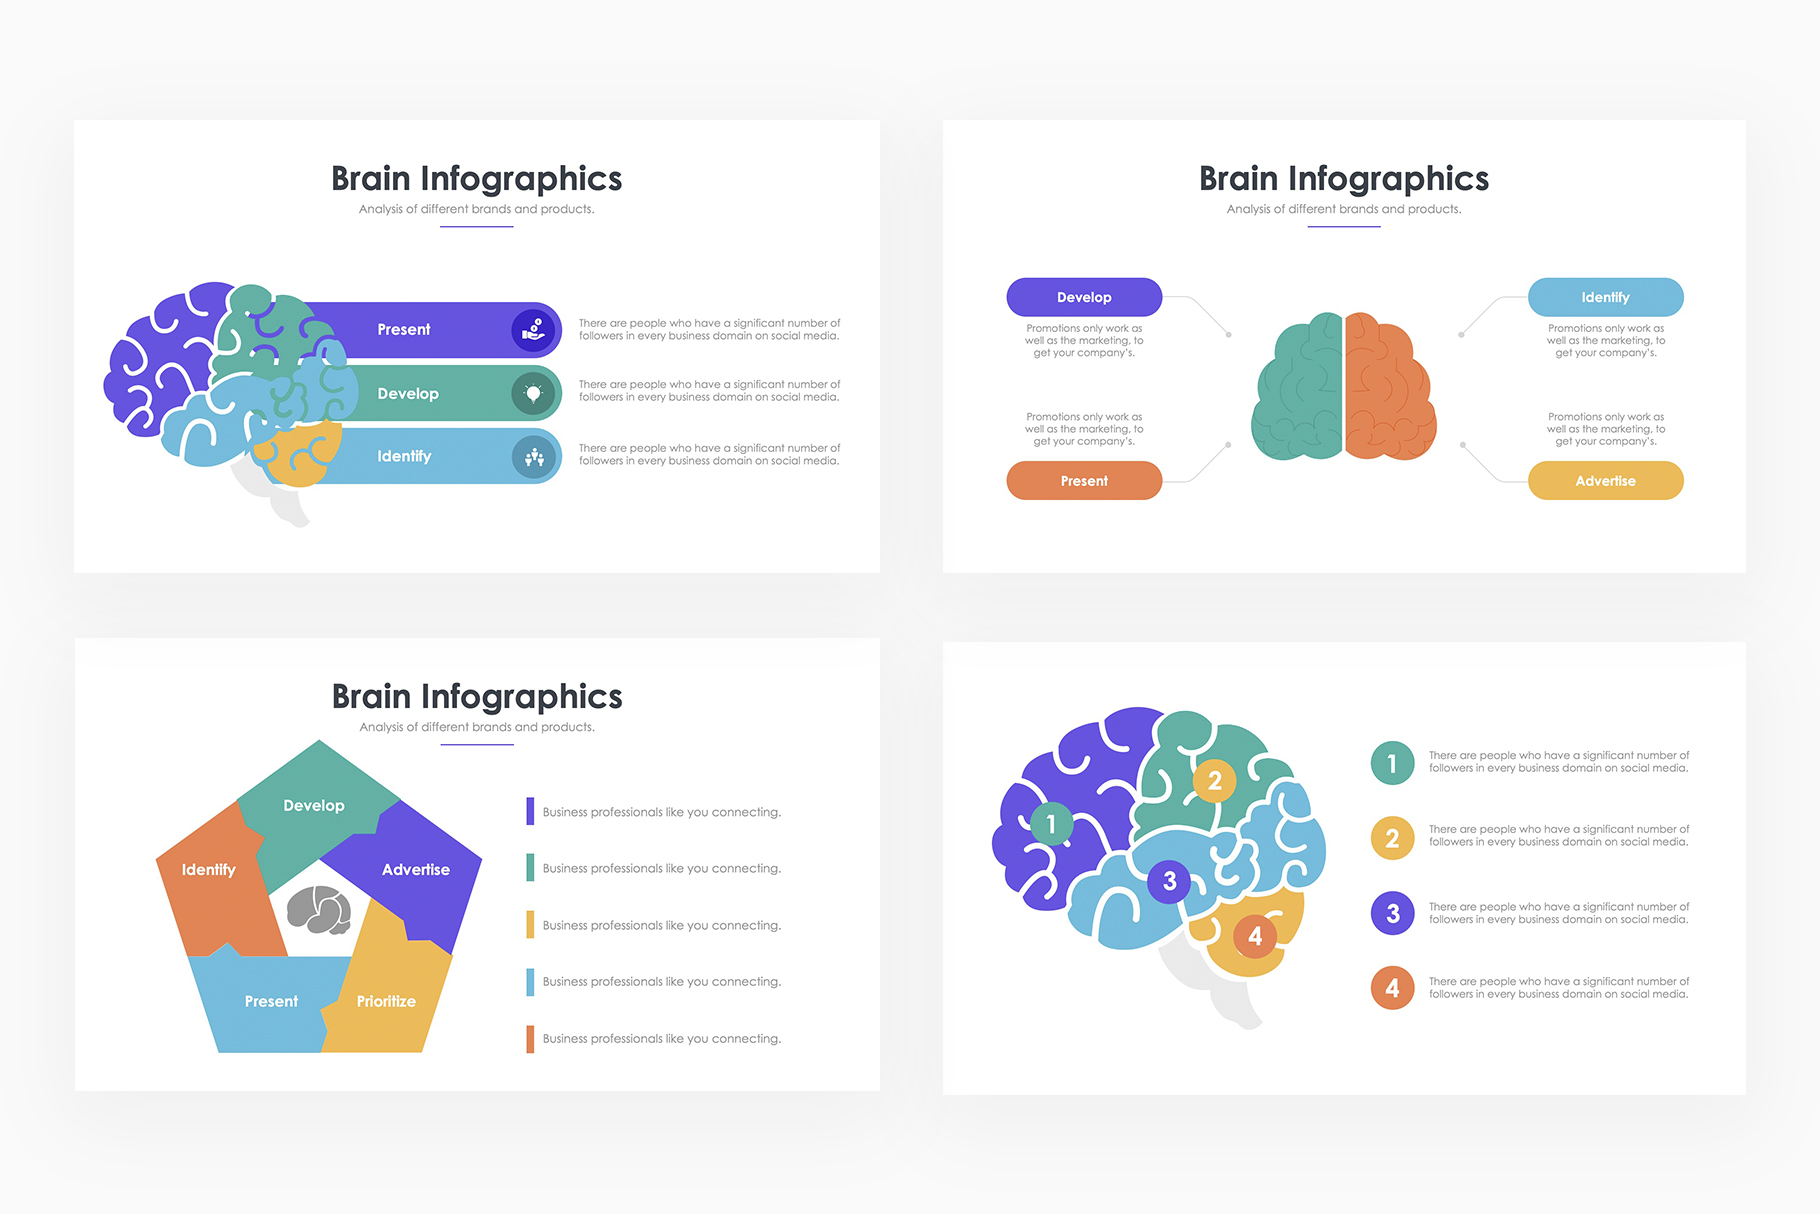 Brain Infographics
Analysis of different brands and products.
Present
There are people who have a significant number of
followers in every business domain on social media.
Develop
There are people who have a significant number of
followers in every business domain on social media.
Identify
There are people who have a significant number of
followers in every business domain on social media.
Brain Infographics
Analysis of different brands and products.
Develop
Promotions only work as
well as the marketing, to
get your company's.
Identify
Promotions only work as
well as the marketing, to
get your company's.
Promotions only work as
well as the marketing, to
get your company's.
Present
Promotions only work as
well as the marketing, to
get your company's.
Advertise
Brain Infographics
Analysis of different brands and products.
Develop
Identify
Advertise
Present
Prioritize
Business professionals like you connecting.
Business professionals like you connecting.
Business professionals like you connecting.
Business professionals like you connecting.
Business professionals like you connecting.
1
2
3
4
1
There are people who have a significant number of
followers in every business domain on social media.
2
There are people who have a significant number of
followers in every business domain on social media.
3
There are people who have a significant number of
followers in every business domain on social media.
4
There are people who have a significant number of
followers in every business domain on social media.